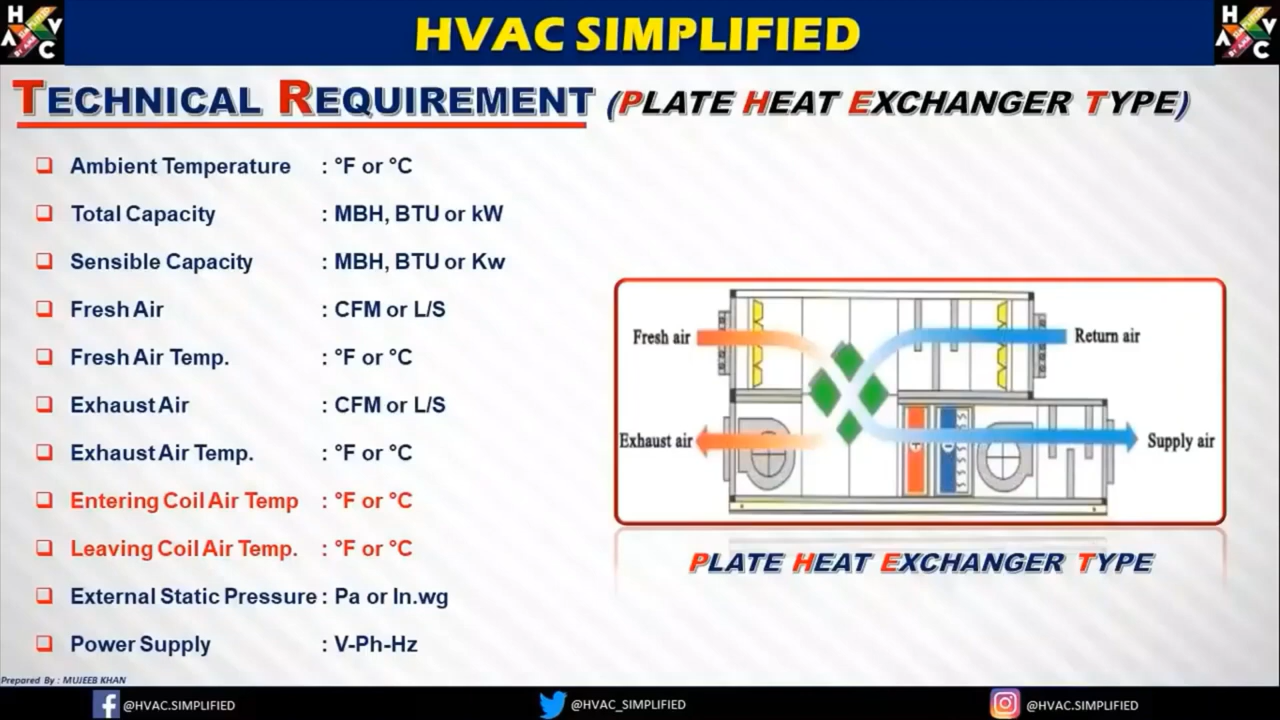 HVAC SIMPLIFIED
TECHNICAL REQUIREMENT (PLATE HEAT EXCHANGER TYPE)
Ambient Temperature : °F or °C
Total Capacity : MBH, BTU or kW
Sensible Capacity : MBH, BTU or Kw
Fresh Air : CFM or L/S
Fresh Air Temp. : °F or °C
Exhaust Air : CFM or L/S
Exhaust Air Temp. : °F or °C
Entering Coil Air Temp : °F or °C
Leaving Coil Air Temp. : °F or °C
External Static Pressure : Pa or In.wg
Power Supply : V-Ph-Hz
Fresh air
Return air
Exhaust air
Supply air
PLATE HEAT EXCHANGER TYPE
Prepared By : MUJEEB KHAN
@HVAC.SIMPLIFIED
@HVAC_SIMPLIFIED
@HVAC.SIMPLIFIED